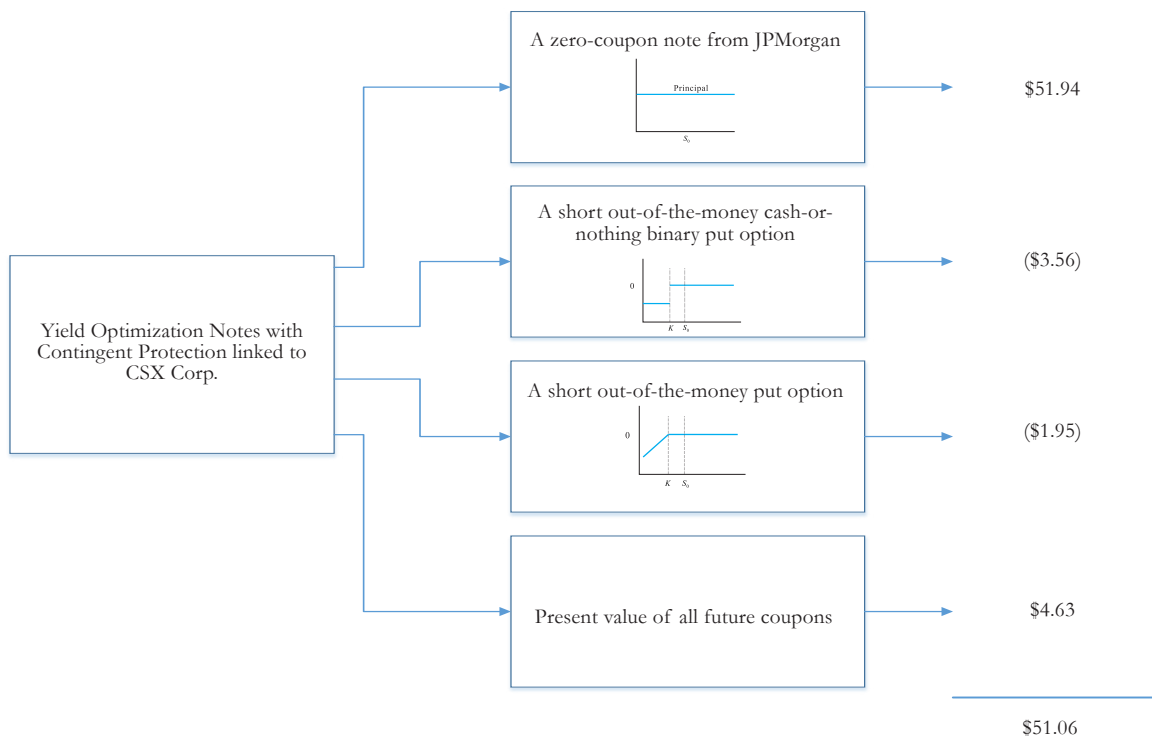 A zero-coupon note from JPMorgan
Principal
S₀
$51.94
A short out-of-the-money cash-or-
nothing binary put option
0
K S₀
($3.56)
Yield Optimization Notes with
Contingent Protection linked to
CSX Corp.
A short out-of-the-money put option
0
K S₀
($1.95)
Present value of all future coupons
$4.63
$51.06